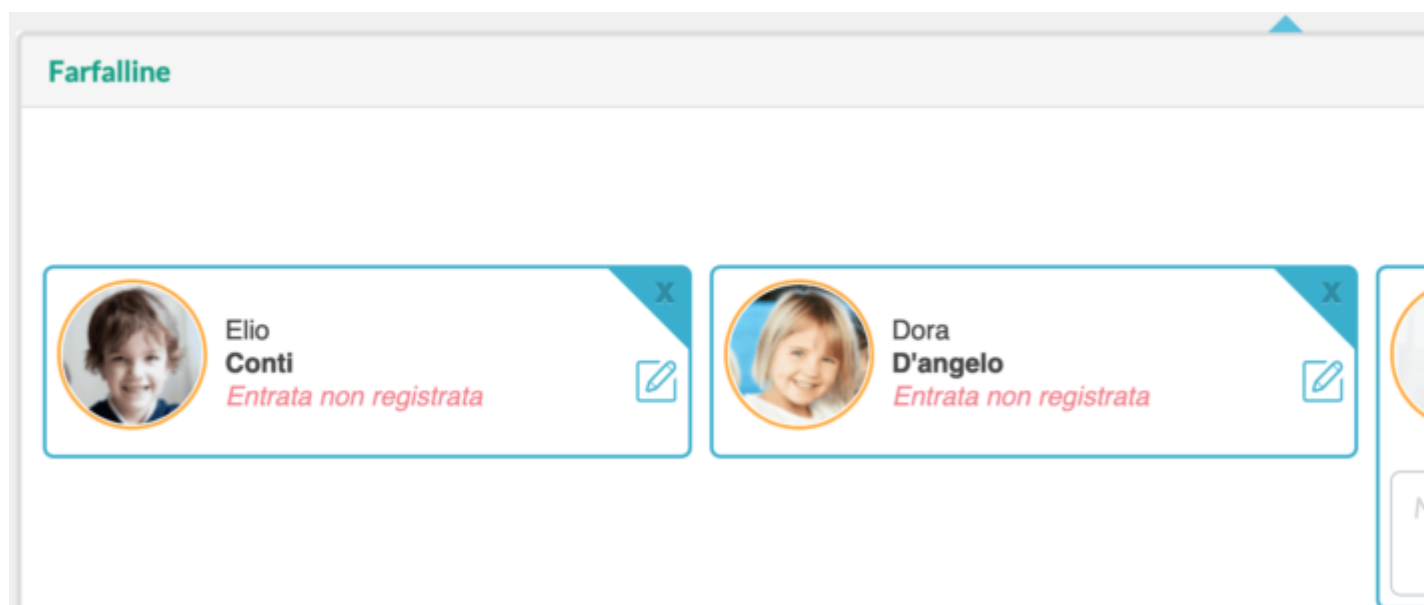 Farfalline
x
Elio
Conti
Entrata non registrata
x
Dora
D'angelo
Entrata non registrata